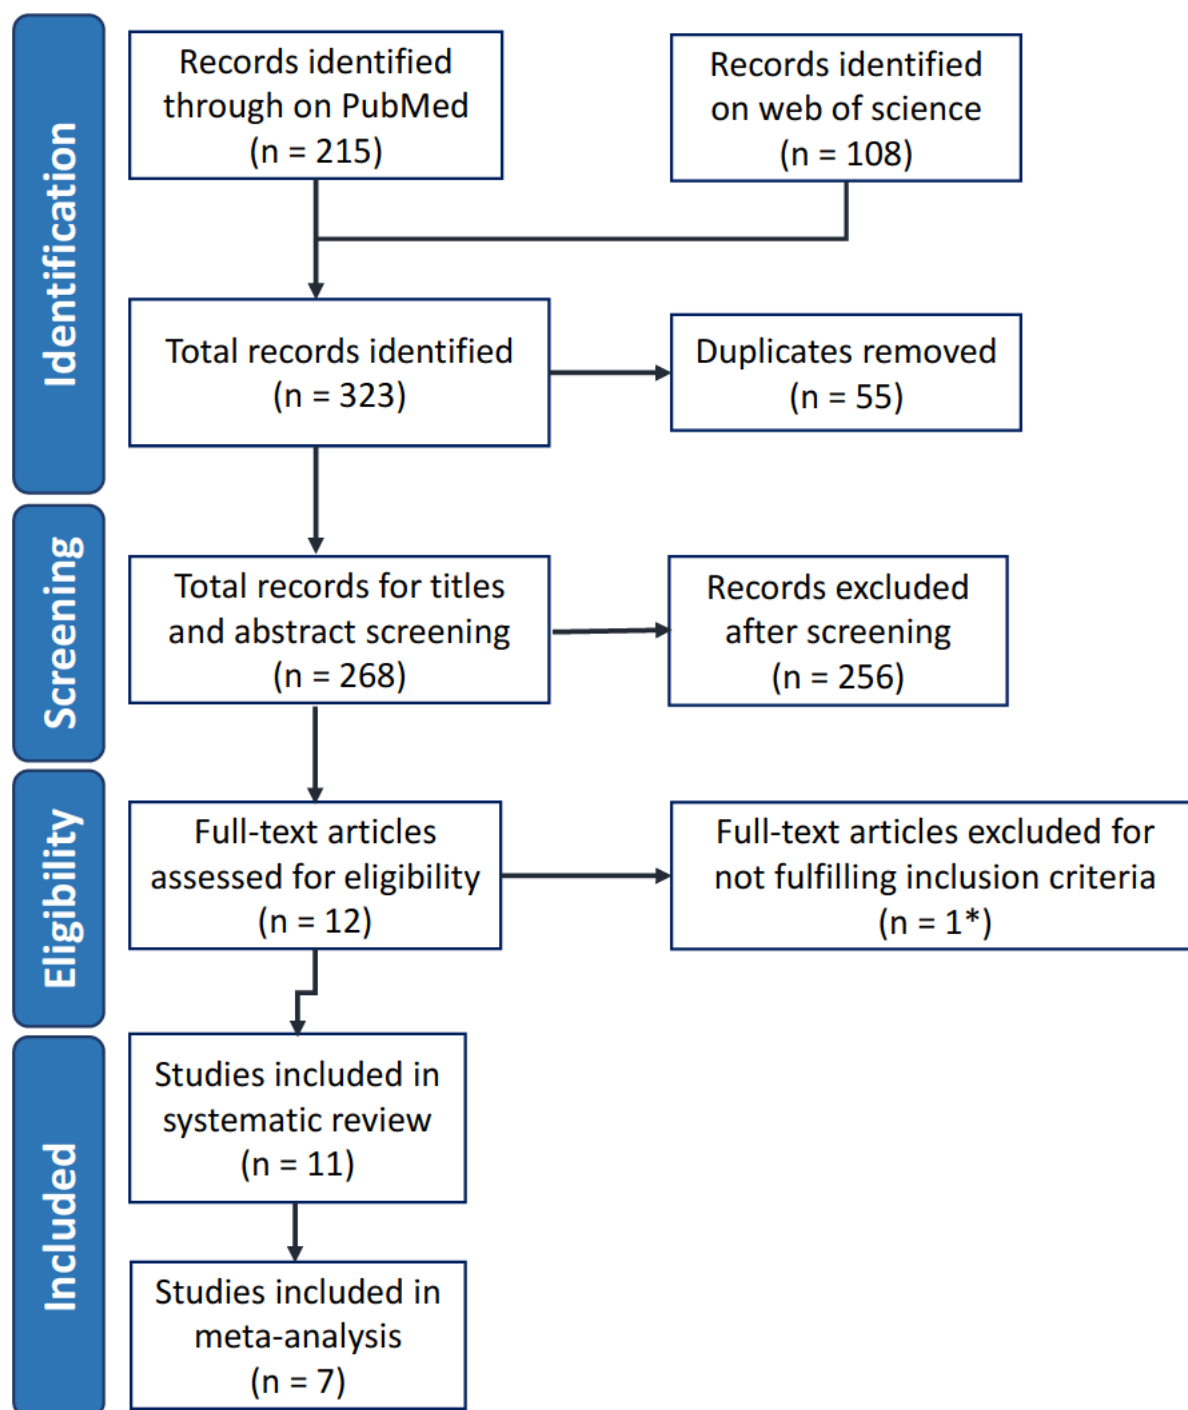 Identification
Records identified
through on PubMed
(n = 215)
Records identified
on web of science
(n = 108)
Total records identified
(n = 323)
Duplicates removed
(n = 55)
Screening
Total records for titles
and abstract screening
(n = 268)
Records excluded
after screening
(n = 256)
Eligibility
Full-text articles
assessed for eligibility
(n = 12)
Full-text articles excluded for
not fulfilling inclusion criteria
(n = 1*)
Included
Studies included in
systematic review
(n = 11)
Studies included in
meta-analysis
(n = 7)